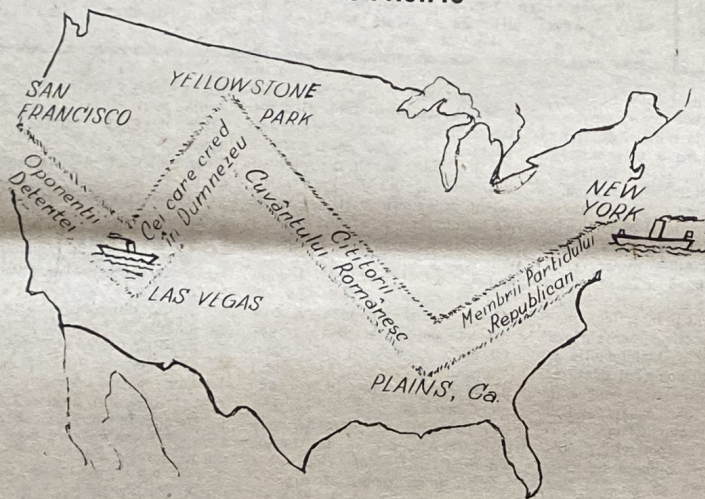 SAN
FRANCISCO
YELLOWSTONE
PARK
Oponenții
Detentei
Cei care cred
în Dumnezeu
Cuvântului Românesc
Cititorii
NEW
YORK
Membrii Partidului
Republican
LAS VEGAS
PLAINS, Ga.